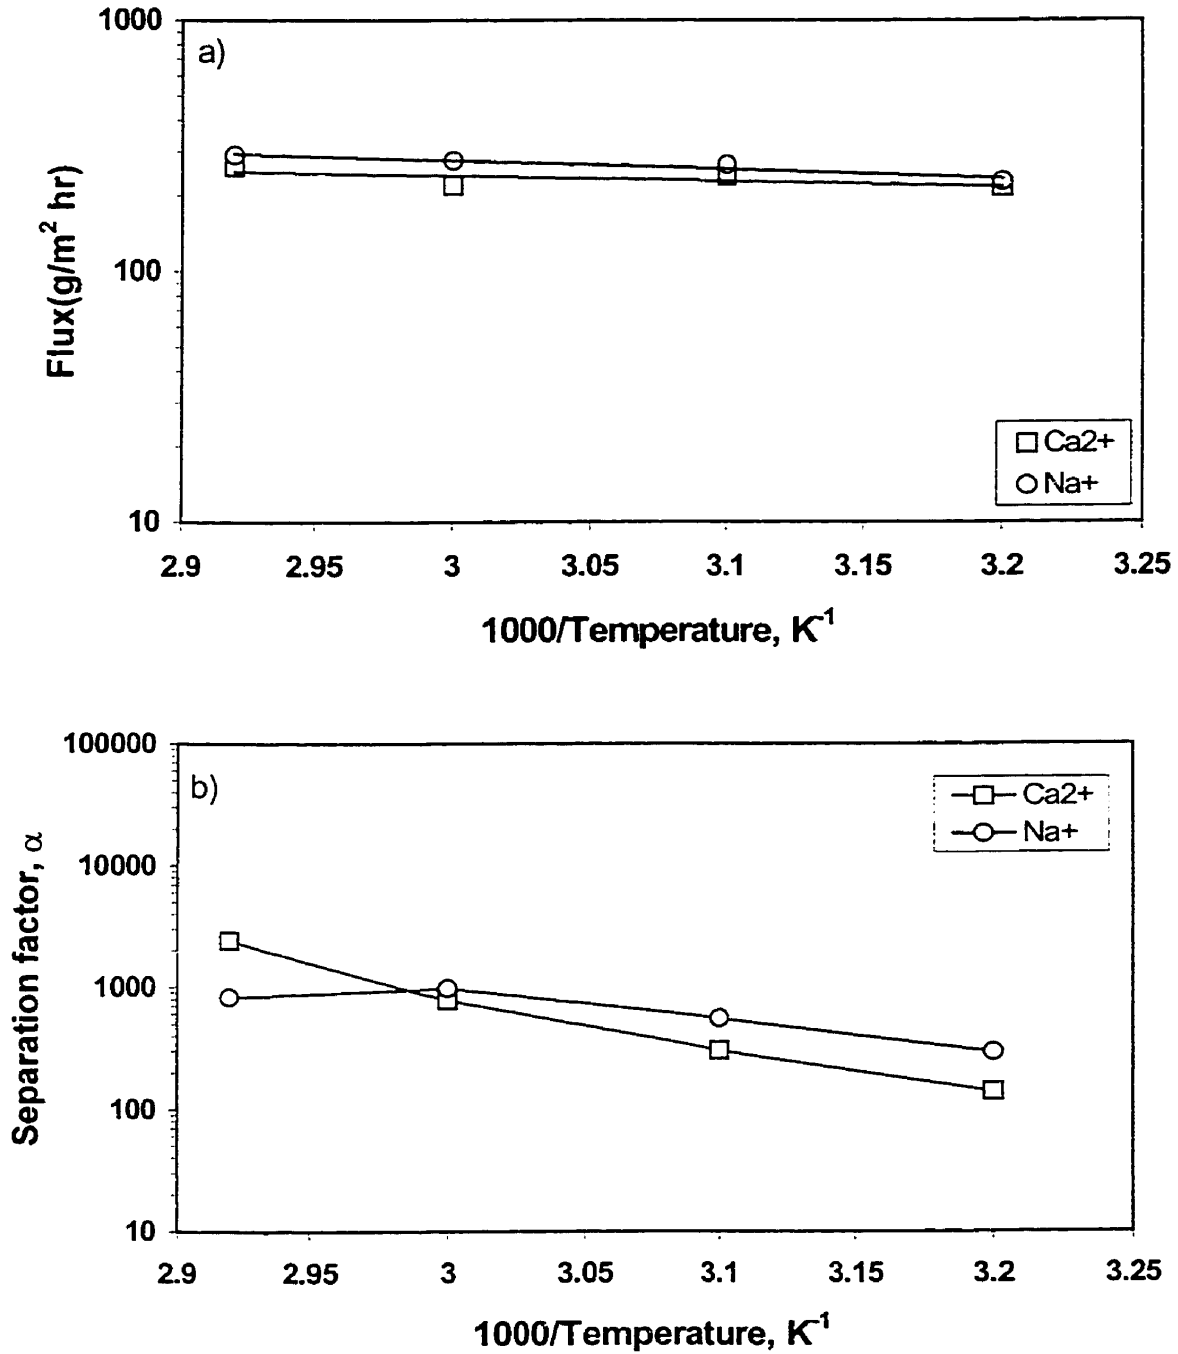 1000
a)
Flux(g/m² hr)
100
Ca2+
Na+
10
2.9 2.95 3 3.05 3.1 3.15 3.2 3.25
1000/Temperature, K⁻¹
100000
b)
Ca2+
Na+
10000
Separation factor, α
1000
100
10
2.9 2.95 3 3.05 3.1 3.15 3.2 3.25
1000/Temperature, K⁻¹